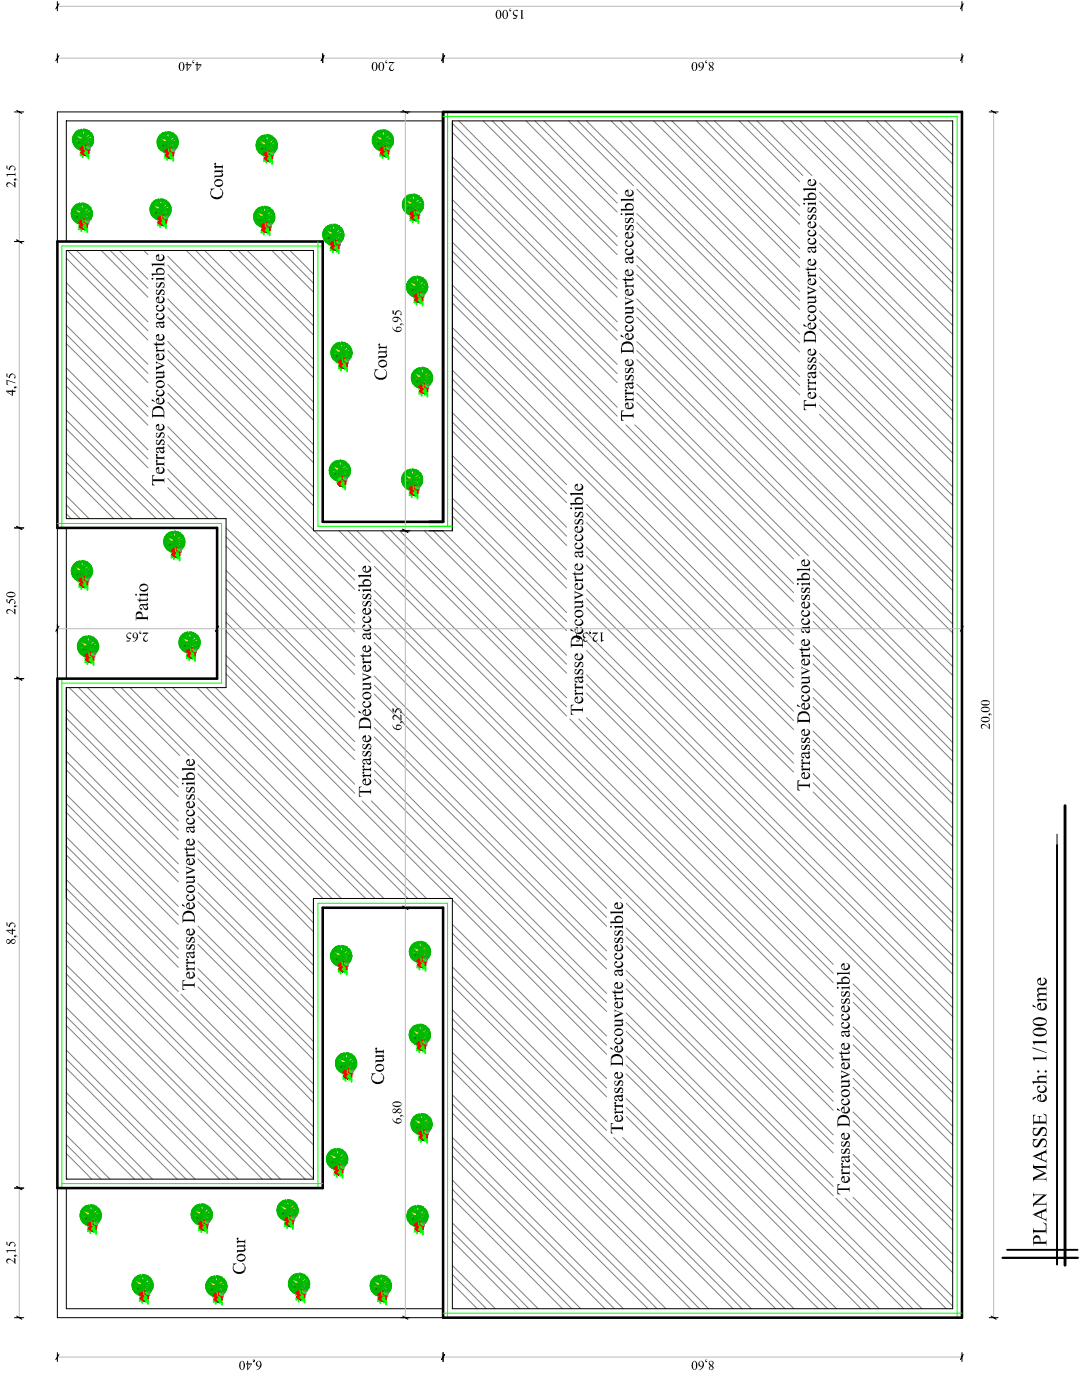 15,00
4,40
2,00
8,60
2,15
4,75
2,50
8,45
2,15
Cour
Terrasse Découverte accessible
Cour
6,95
Terrasse Découverte accessible
Terrasse Découverte accessible
Patio
2,65
Terrasse Découverte accessible
6,25
Terrasse Découverte accessible
Terrasse Découverte accessible
20,00
Terrasse Découverte accessible
Cour
6,80
Terrasse Découverte accessible
Terrasse Découverte accessible
Cour
6,40
8,60
PLAN MASSE èch: 1/100 éme